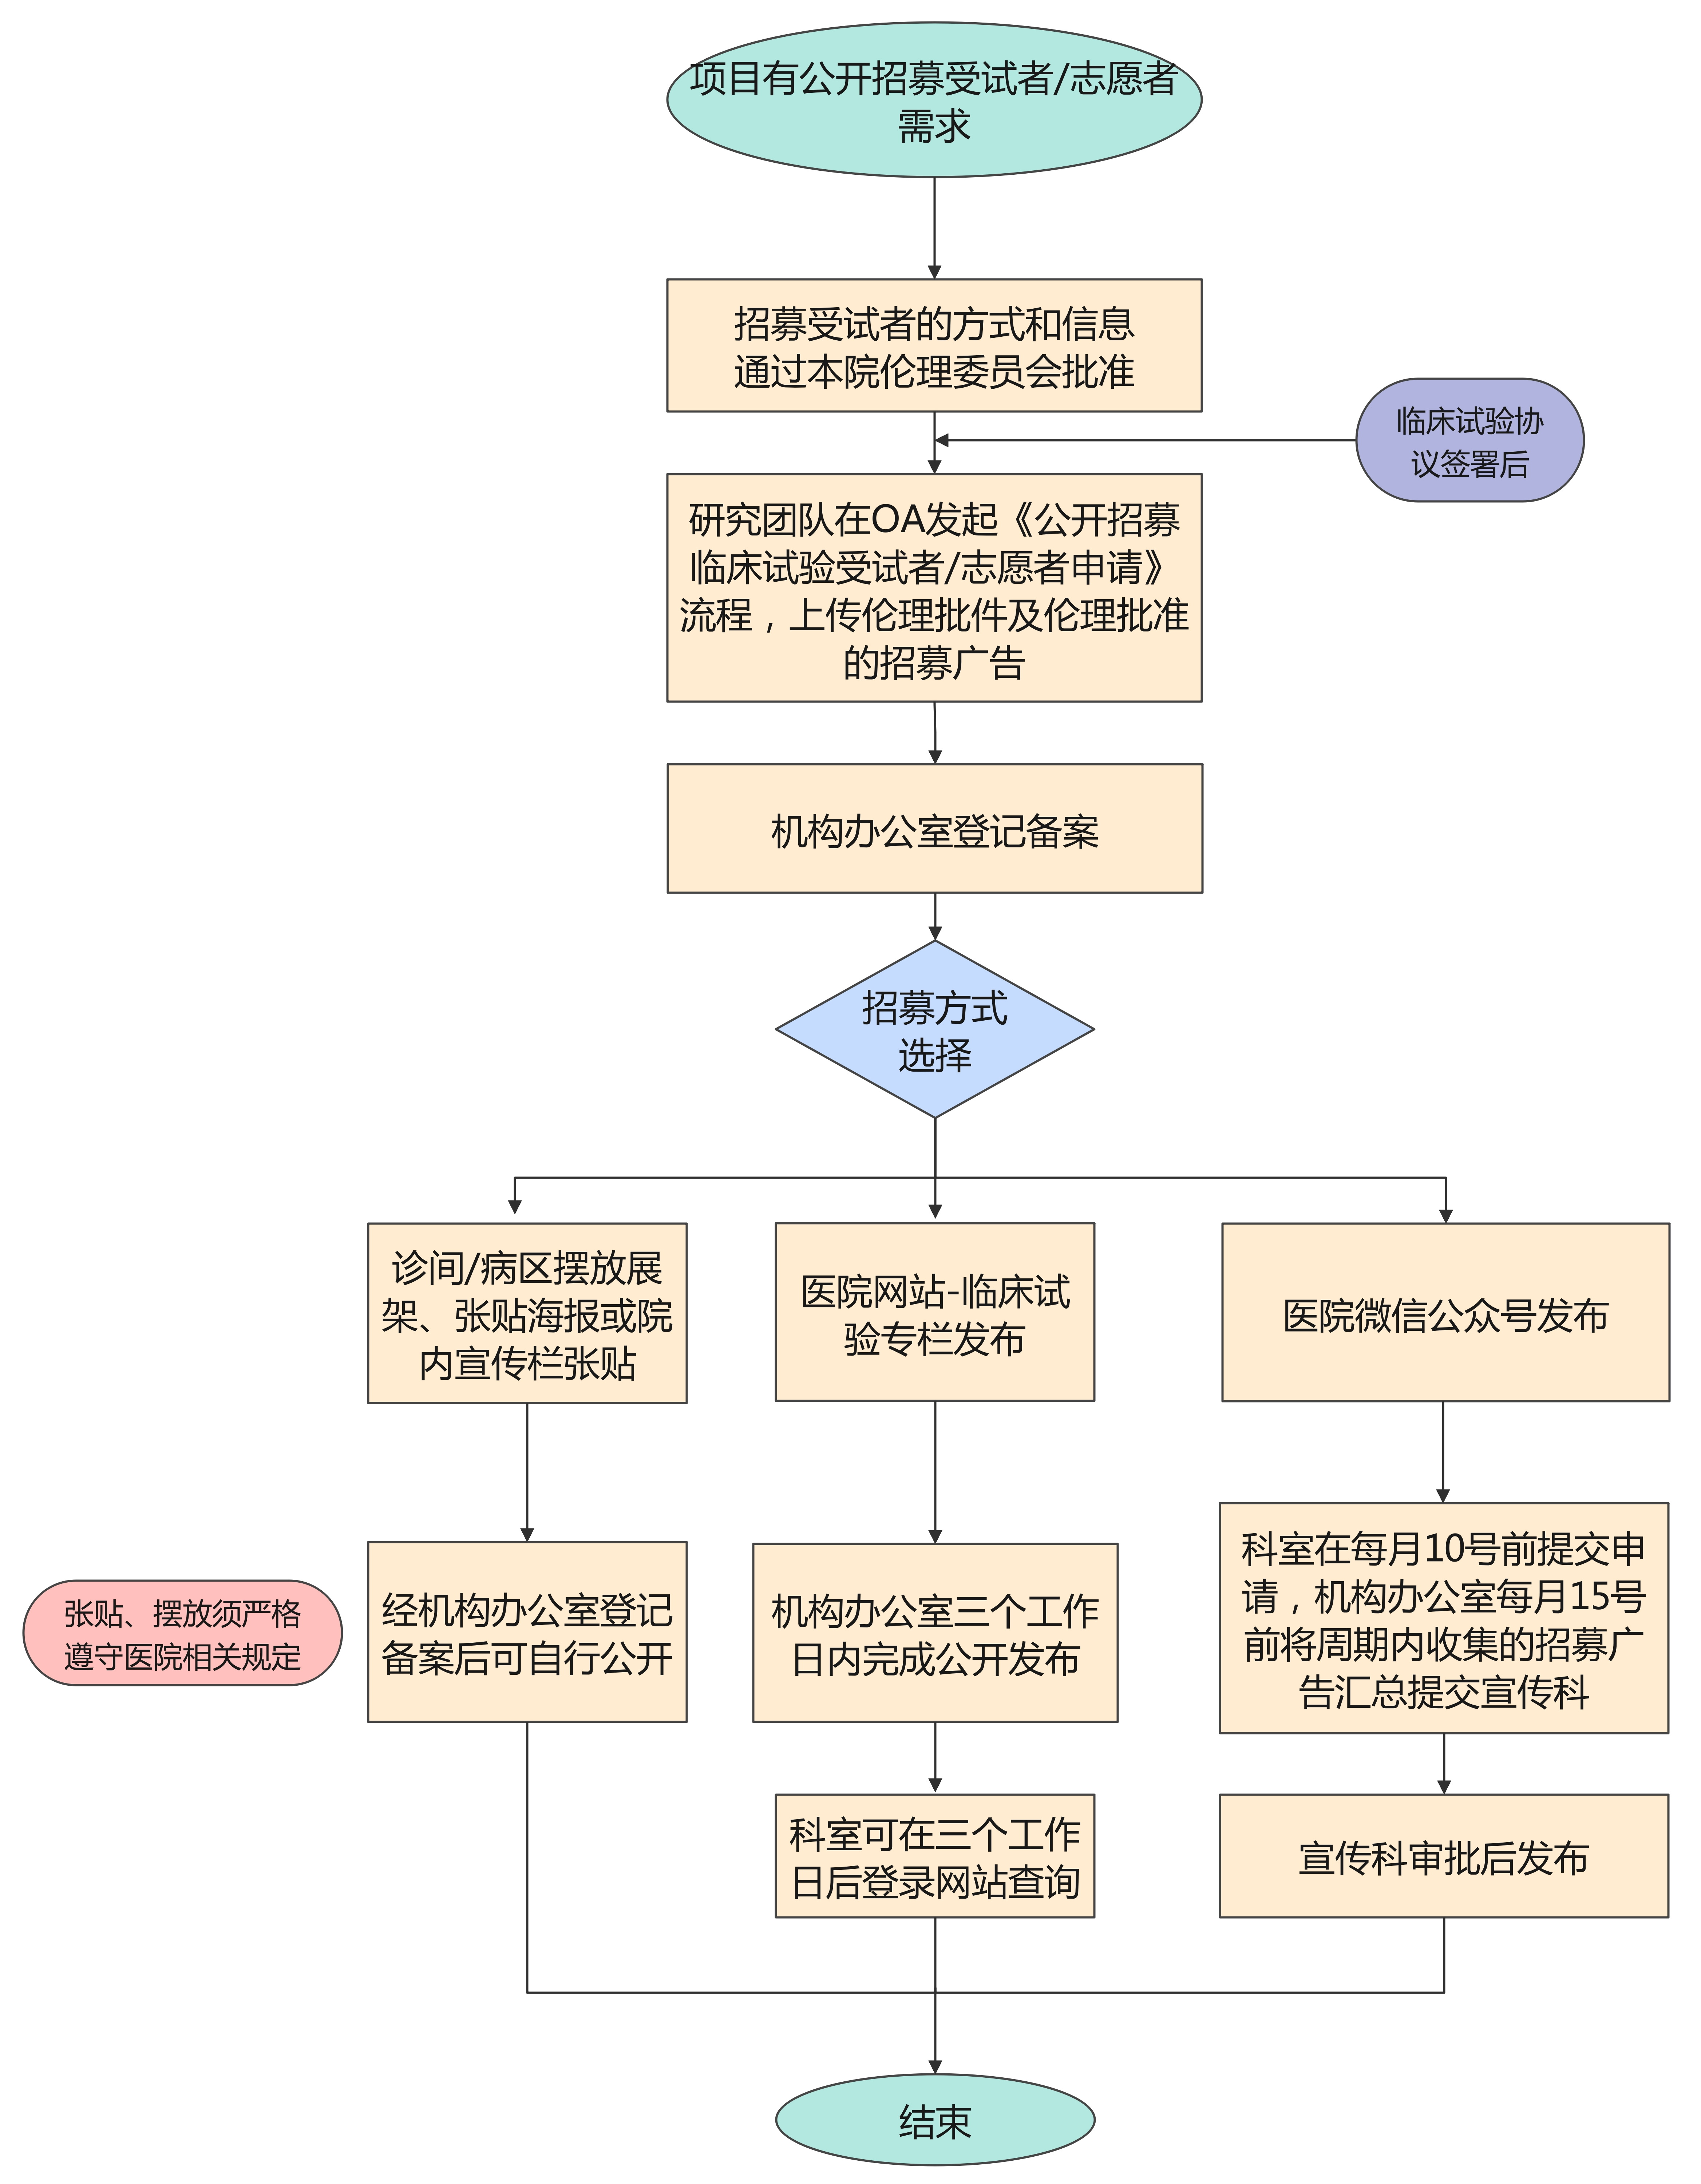 项目有公开招募受试者/志愿者
需求
招募受试者的方式和信息
通过本院伦理委员会批准
临床试验协
议签署后
研究团队在OA发起《公开招募
临床试验受试者/志愿者申请》
流程，上传伦理批件及伦理批准
的招募广告
机构办公室登记备案
招募方式
选择
诊间/病区摆放展
架、张贴海报或院
内宣传栏张贴
医院网站-临床试
验专栏发布
医院微信公众号发布
张贴、摆放须严格
遵守医院相关规定
经机构办公室登记
备案后可自行公开
机构办公室三个工作
日内完成公开发布
科室在每月10号前提交申
请，机构办公室每月15号
前将周期内收集的招募广
告汇总提交宣传科
科室可在三个工作
日后登录网站查询
宣传科审批后发布
结束